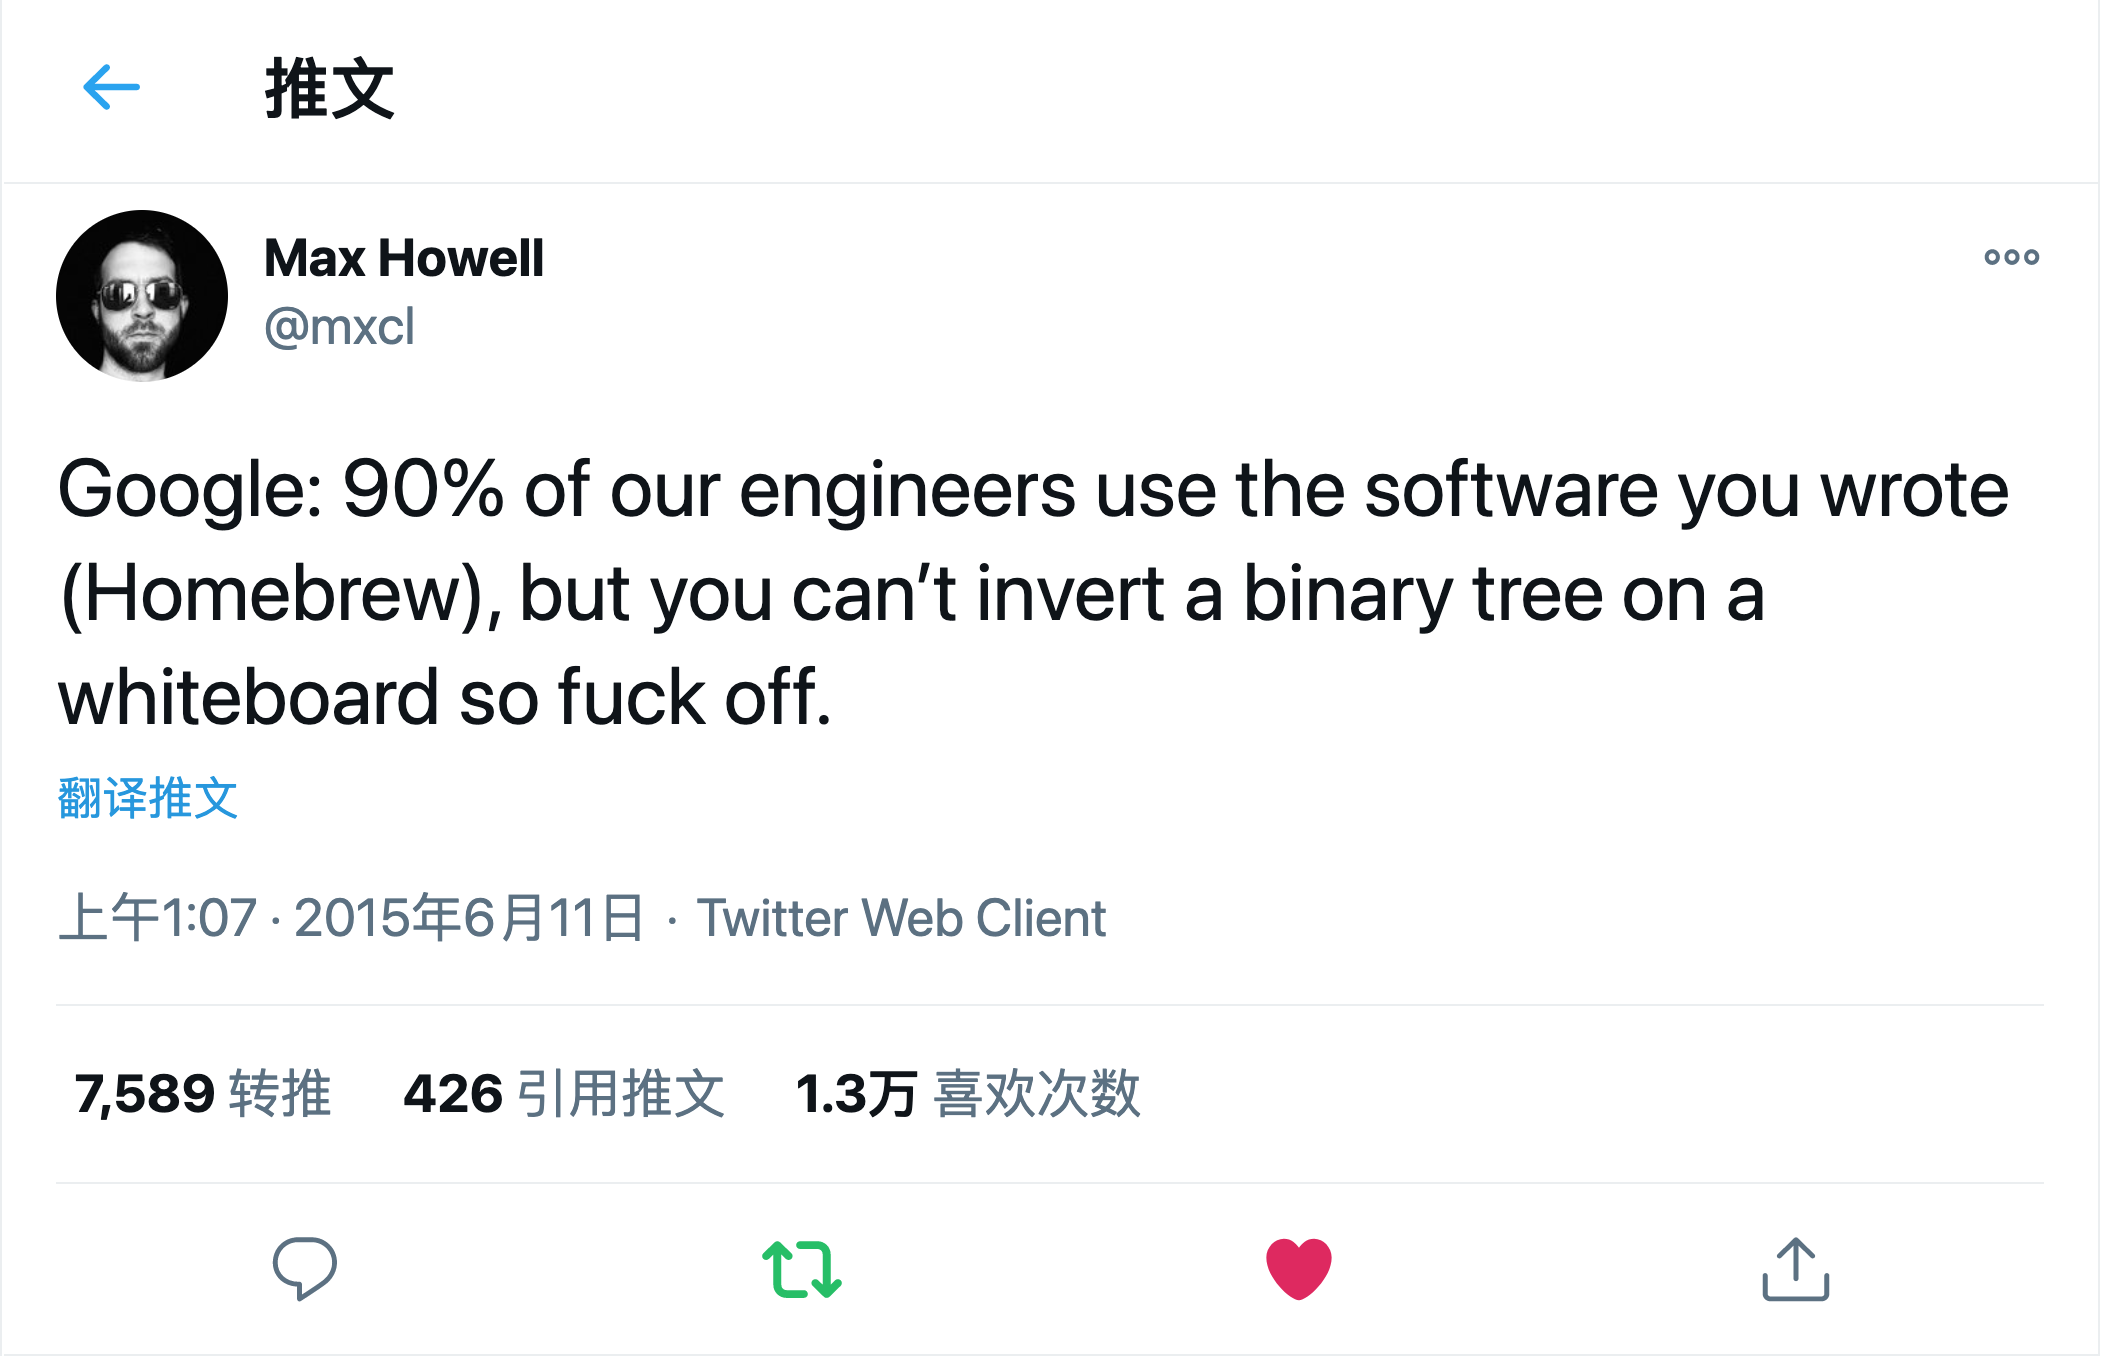 推文
Max Howell
@mxcl
Google: 90% of our engineers use the software you wrote
(Homebrew), but you can’t invert a binary tree on a
whiteboard so fuck off.
翻译推文
上午1:07 · 2015年6月11日 · Twitter Web Client
7,589 转推 426 引用推文 1.3万 喜欢次数